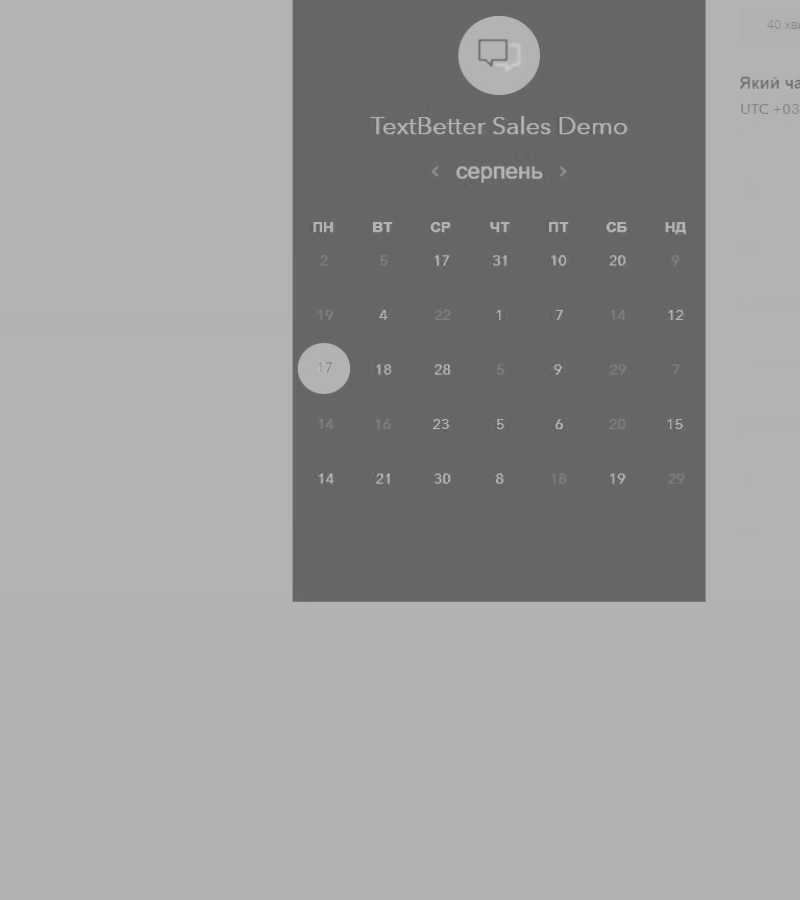 40
TextBetter Sales Demo
Який
UTC +03
< серпень >
ПН ВТ СР ЧТ ПТ СБ НД
2 5 17 31 10 20 9
19 4 22 1 7 14 12
17 18 28 5 9 29 7
14 16 23 5 6 20 15
14 21 30 8 18 19 29